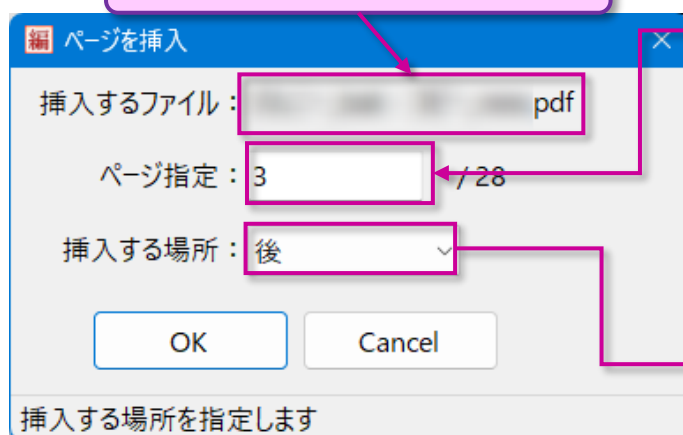 編 ページを挿入
挿入するファイル： pdf
ページ指定： 3 / 28
挿入する場所： 後
OK Cancel
挿入する場所を指定します